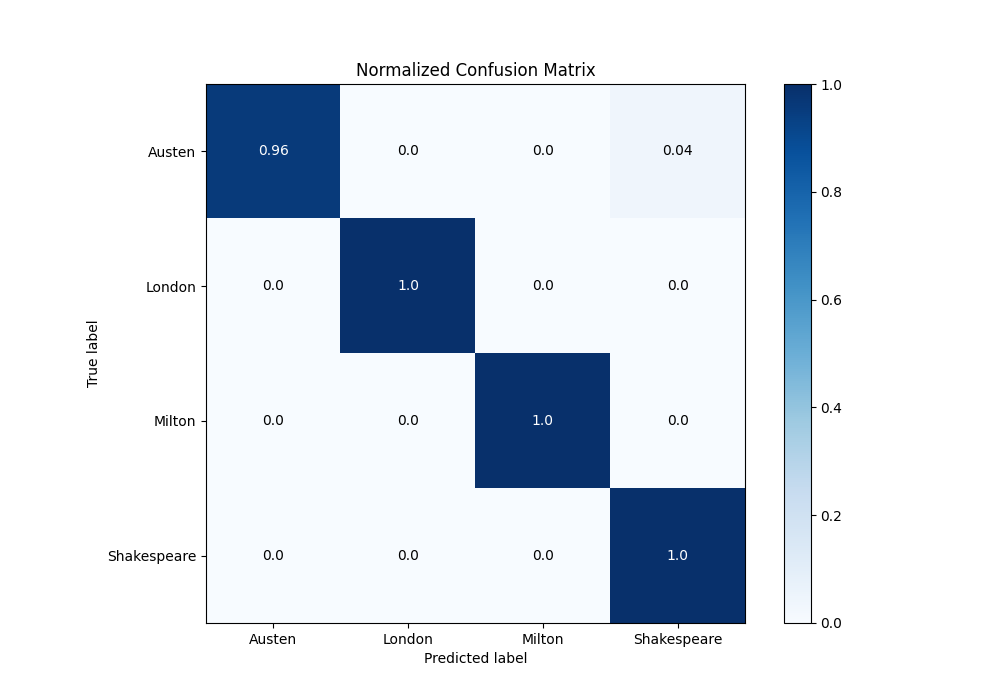 Normalized Confusion Matrix
Austen 0.96 0.0 0.0 0.04
London 0.0 1.0 0.0 0.0
Milton 0.0 0.0 1.0 0.0
Shakespeare 0.0 0.0 0.0 1.0
Austen London Milton Shakespeare
Predicted label
True label
1.0
0.8
0.6
0.4
0.2
0.0